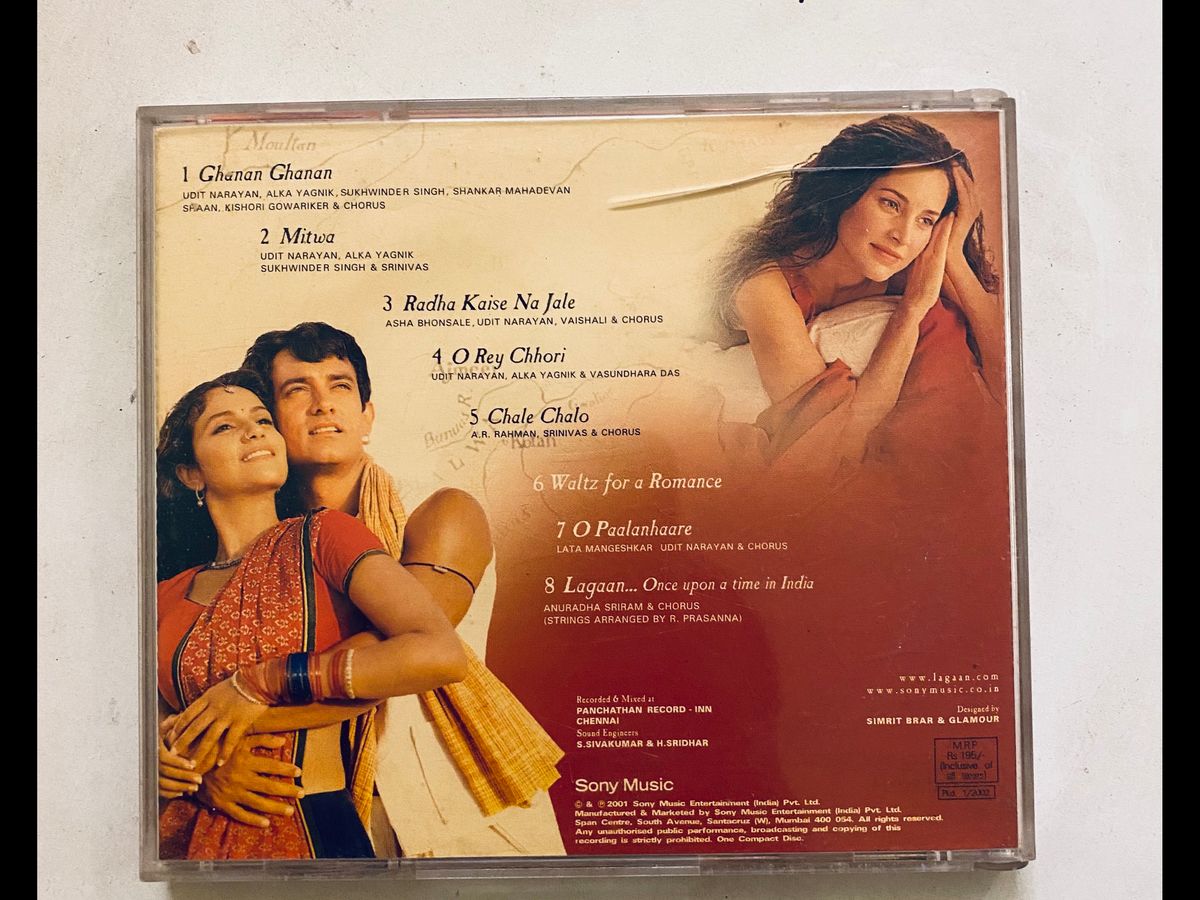 Moultan
1 Ghanan Ghanan
UDIT NARAYAN, ALKA YAGNIK, SUKHWINDER SINGH, SHANKAR MAHADEVAN
SHAAN, KISHORI GOWARIKER & CHORUS
2 Mitwa
UDIT NARAYAN, ALKA YAGNIK
SUKHWINDER SINGH & SRINIVAS
3 Radha Kaise Na Jale
ASHA BHONSALE, UDIT NARAYAN, VAISHALI & CHORUS
4 O Rey Chhori
UDIT NARAYAN, ALKA YAGNIK & VASUNDHARA DAS
5 Chale Chalo
A.R. RAHMAN, SRINIVAS & CHORUS
6 Waltz for a Romance
7 O Paalanhaare
LATA MANGESHKAR UDIT NARAYAN & CHORUS
8 Lagaan... Once upon a time in India
ANURADHA SRIRAM & CHORUS
(STRINGS ARRANGED BY R. PRASANNA)
www.lagaan.com
www.sonymusic.co.in
Designed by
SIMRIT BRAR & GLAMOUR
Recorded & Mixed at
PANCHATHAN RECORD - INN
CHENNAI
Sound Engineers
S.SIVAKUMAR & H.SRIDHAR
M.R.P
Rs 195/-
(Inclusive of
Pkd. 1/2002
Sony Music
© & ℗ 2001 Sony Music Entertainment (India) Pvt. Ltd.
Manufactured & Marketed by Sony Music Entertainment (India) Pvt. Ltd.
Span Centre, South Avenue, Santacruz (W), Mumbai 400 054. All rights reserved.
Any unauthorised public performance, broadcasting and copying of this
recording is strictly prohibited. One Compact Disc.